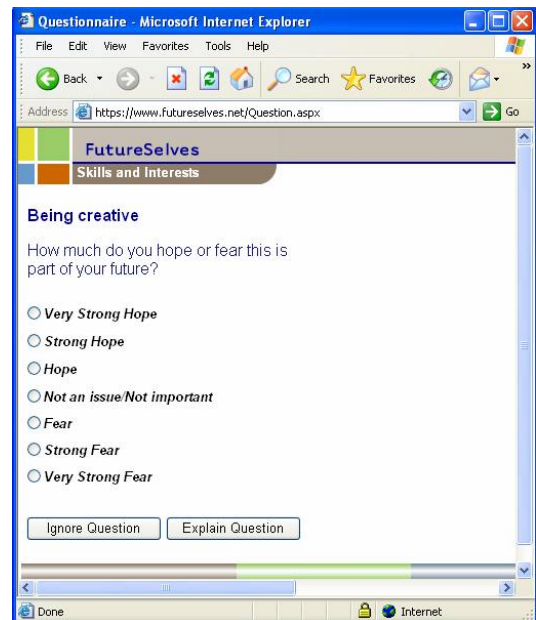 Questionnaire - Microsoft Internet Explorer
File Edit View Favorites Tools Help
Back Search Favorites »
Address https://www.futureselves.net/Question.aspx Go
FutureSelves
Skills and Interests
Being creative
How much do you hope or fear this is
part of your future?
Very Strong Hope
Strong Hope
Hope
Not an issue/Not important
Fear
Strong Fear
Very Strong Fear
Ignore Question Explain Question
Done Internet